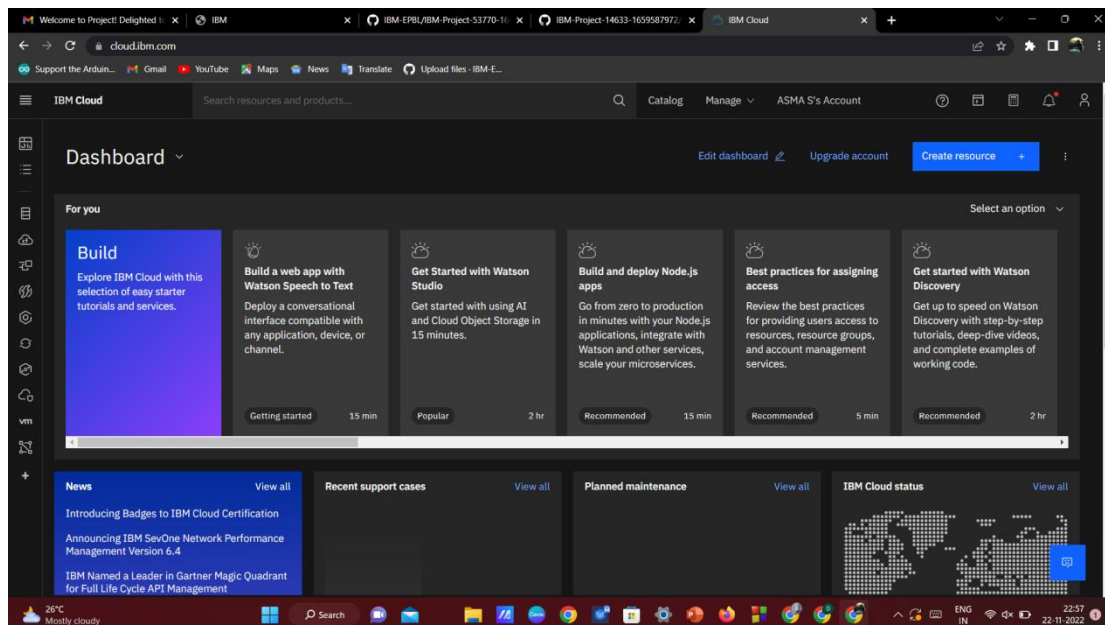 Welcome to Project! Delighted to
IBM
IBM-EPBL/IBM-Project-53770-16
IBM-Project-14633-1659587972/
IBM Cloud
cloud.ibm.com
Support the Arduin...
Gmail
YouTube
Maps
News
Translate
Upload files · IBM-E...
IBM Cloud
Search resources and products...
Catalog
Manage
ASMA S's Account
Dashboard
Edit dashboard
Upgrade account
Create resource +
For you
Select an option
Build
Explore IBM Cloud with this
selection of easy starter
tutorials and services.
Build a web app with
Watson Speech to Text
Deploy a conversational
interface compatible with
any application, device, or
channel.
Getting started
15 min
Get Started with Watson
Studio
Get started with using AI
and Cloud Object Storage in
15 minutes.
Popular
2 hr
Build and deploy Node.js
apps
Go from zero to production
in minutes with your Node.js
applications, integrate with
Watson and other services,
scale your microservices.
Recommended
15 min
Best practices for assigning
access
Review the best practices
for providing users access to
resources, resource groups,
and account management
services.
Recommended
5 min
Get started with Watson
Discovery
Get up to speed on Watson
Discovery with step-by-step
tutorials, deep-dive videos,
and complete examples of
working code.
Recommended
2 hr
vm
News
View all
Introducing Badges to IBM Cloud Certification
Announcing IBM SevOne Network Performance
Management Version 6.4
IBM Named a Leader in Gartner Magic Quadrant
for Full Life Cycle API Management
Recent support cases
View all
Planned maintenance
View all
IBM Cloud status
View all
26°C
Mostly cloudy
Search
ENG
IN
22:57
22-11-2022
1